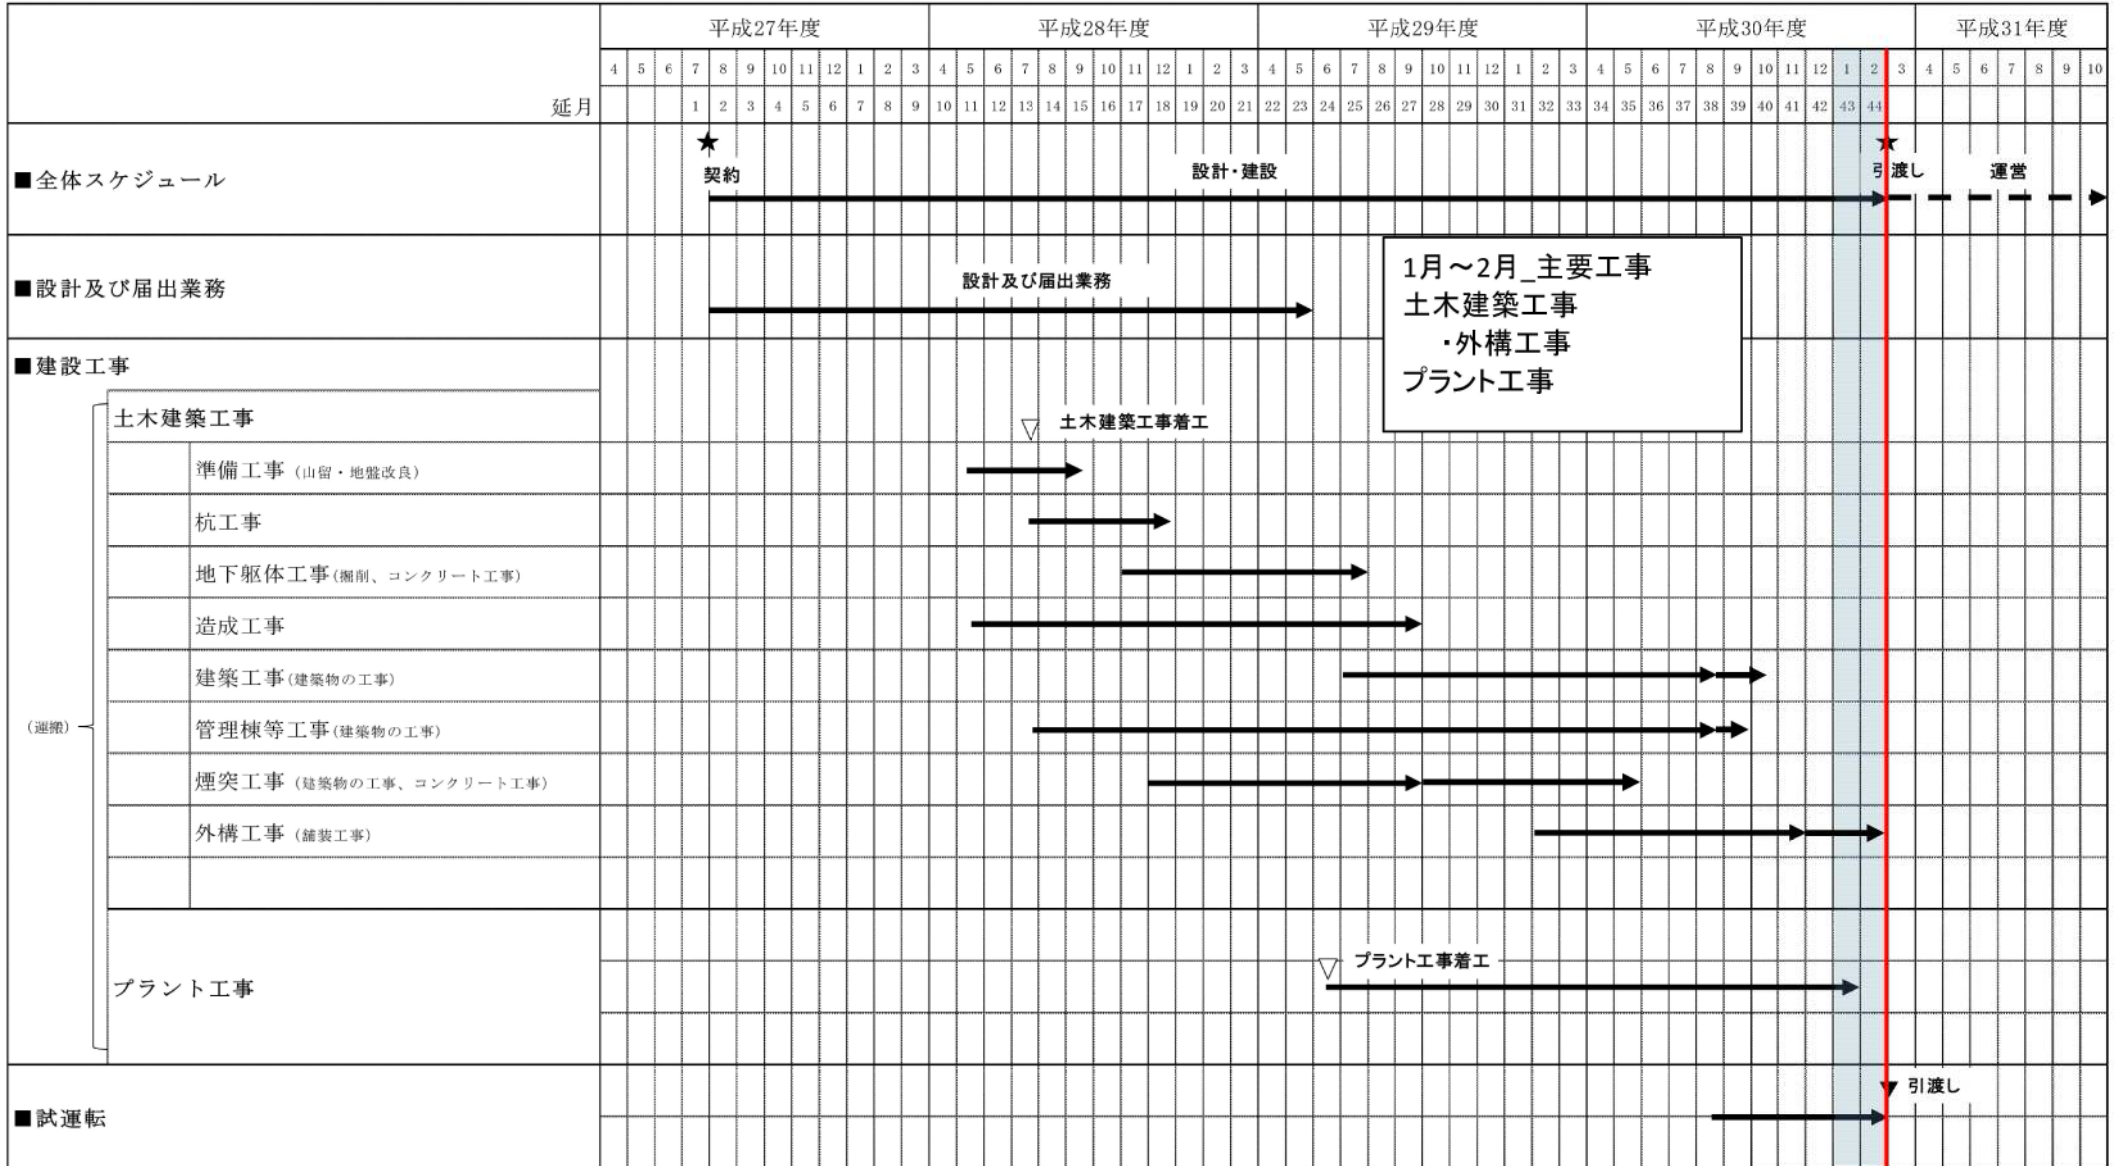 平成27年度 平成28年度 平成29年度 平成30年度 平成31年度
4 5 6 7 8 9 10 11 12 1 2 3 4 5 6 7 8 9 10 11 12 1 2 3 4 5 6 7 8 9 10 11 12 1 2 3 4 5 6 7 8 9 10 11 12 1 2 3 4 5 6 7 8 9 10
延月 1 2 3 4 5 6 7 8 9 10 11 12 13 14 15 16 17 18 19 20 21 22 23 24 25 26 27 28 29 30 31 32 33 34 35 36 37 38 39 40 41 42 43 44
★ ★
■全体スケジュール 契約 設計・建設 引渡し 運営
■設計及び届出業務 設計及び届出業務
1月～2月_主要工事
土木建築工事
・外構工事
プラント工事
■建設工事
土木建築工事 ▽ 土木建築工事着工
準備工事 (山留・地盤改良)
杭工事
地下躯体工事(掘削、コンクリート工事)
造成工事
建築工事(建築物の工事)
(運搬)
管理棟等工事(建築物の工事)
煙突工事 (建築物の工事、コンクリート工事)
外構工事 (舗装工事)
▽ プラント工事着工
プラント工事
▼ 引渡し
■試運転